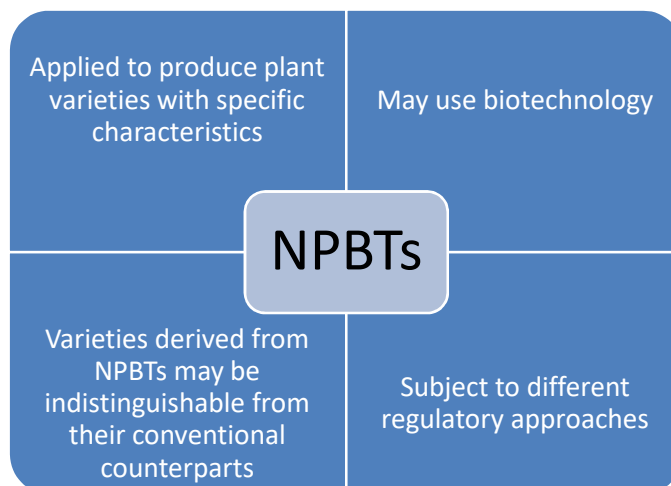 Applied to produce plant
varieties with specific
characteristics
May use biotechnology
NPBTs
Varieties derived from
NPBTs may be
indistinguishable from
their conventional
counterparts
Subject to different
regulatory approaches